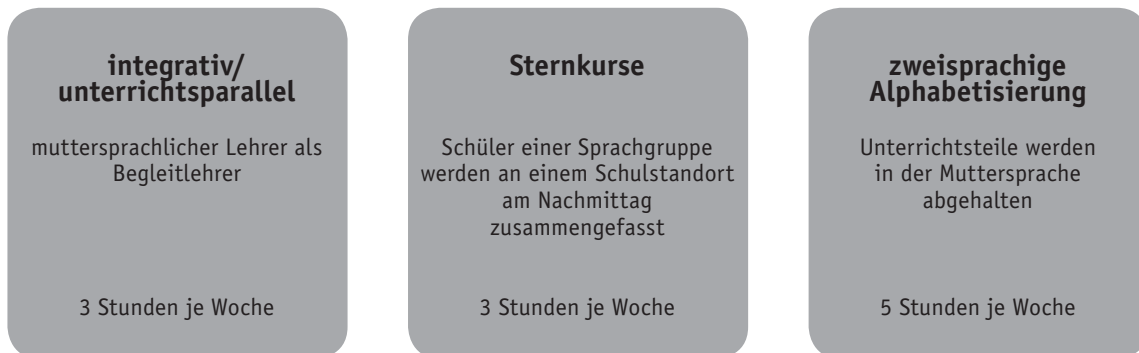 integrativ/
unterrichtsparallel
muttersprachlicher Lehrer als
Begleitlehrer
3 Stunden je Woche
Sternkurse
Schüler einer Sprachgruppe
werden an einem Schulstandort
am Nachmittag
zusammengefasst
3 Stunden je Woche
zweisprachige
Alphabetisierung
Unterrichtsteile werden
in der Muttersprache
abgehalten
5 Stunden je Woche